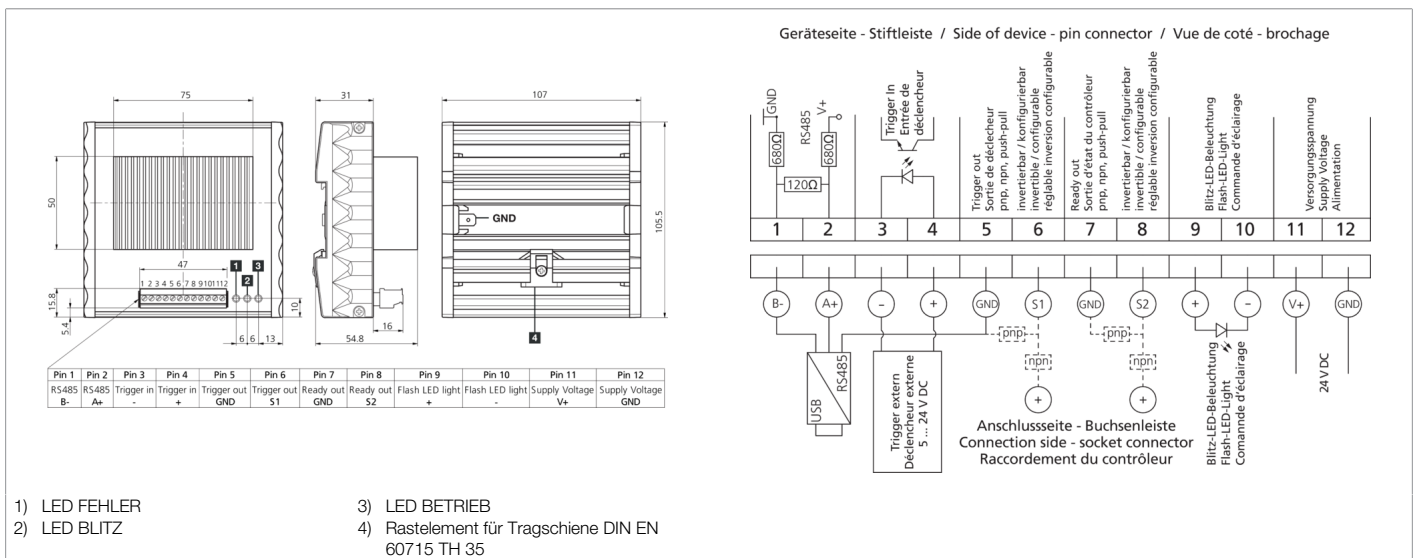 75
50
47
1 2 3 4 5 6 7 8 9 10 11 12
1
2
3
15.8
5.4
10
6 6 13
31
16
54.8
107
105.5
GND
4
Pin 1 Pin 2 Pin 3 Pin 4 Pin 5 Pin 6 Pin 7 Pin 8 Pin 9 Pin 10 Pin 11 Pin 12
RS485 RS485 Trigger in Trigger in Trigger out Trigger out Ready out Ready out Flash LED light Flash LED light Supply Voltage Supply Voltage
B- A+ - + GND S1 GND S2 + - V+ GND
Geräteseite - Stiftleiste / Side of device - pin connector / Vue de coté - brochage
GND
RS485
V+
680Ω
680Ω
120Ω
Trigger In
Entrée de
déclencheur
Trigger out
Sortie de déclecheur
pnp, npn, push-pull
invertierbar / konfigurierbar
invertible / configurable
réglable inversion configurable
Ready out
Sortie d'état du contrôleur
pnp, npn, push-pull
invertierbar / konfigurierbar
invertible / configurable
réglable inversion configurable
Blitz-LED-Beleuchtung
Flash-LED-Light
Commande d'éclairage
Versorgungsspannung
Supply Voltage
Alimentation
1 2 3 4 5 6 7 8 9 10 11 12
B- A+ - + GND S1 GND S2 + - V+ GND
pnp
pnp
npn
npn
+
+
USB
RS485
Trigger extern
Déclencheur externe
5 ... 24 V DC
Anschlussseite - Buchsenleiste
Connection side - socket connector
Raccordement du contrôleur
Blitz-LED-Beleuchtung
Flash-LED-Light
Comannde d'éclairage
24 V DC
1) LED FEHLER
2) LED BLITZ
3) LED BETRIEB
4) Rastelement für Tragschiene DIN EN
60715 TH 35